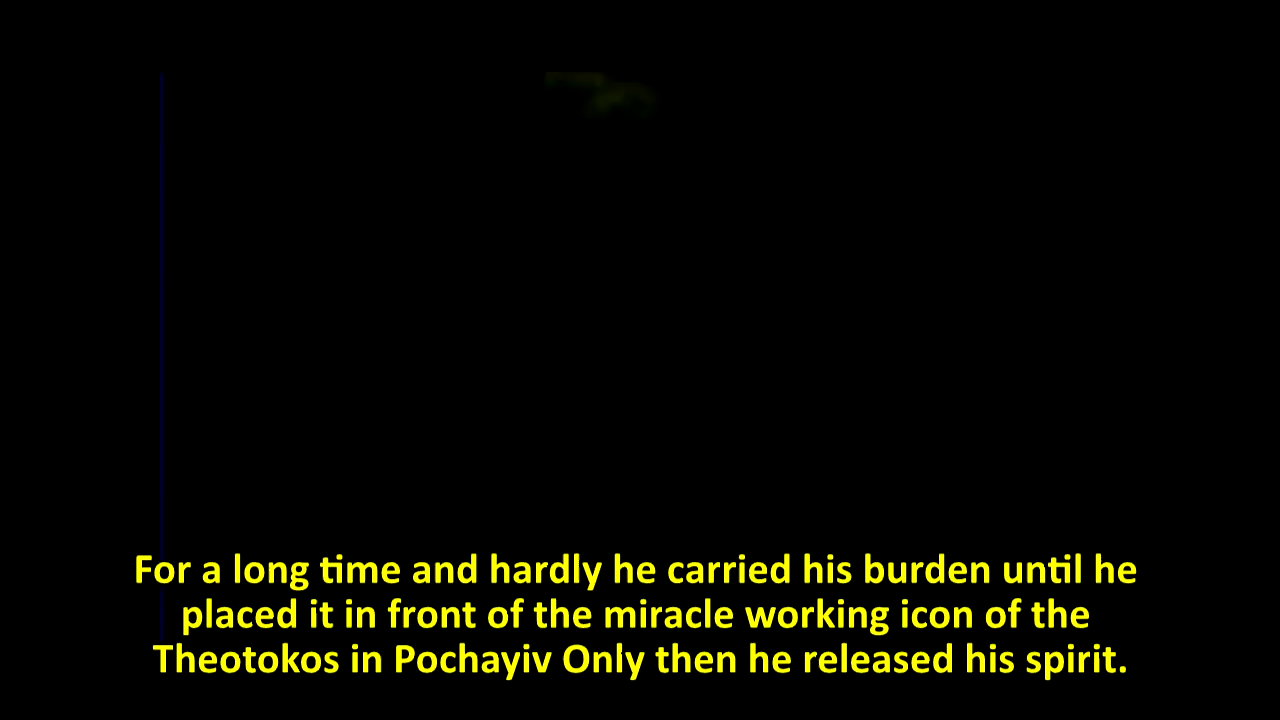 For a long time and hardly he carried his burden until he
placed it in front of the miracle working icon of the
Theotokos in Pochayiv Only then he released his spirit.